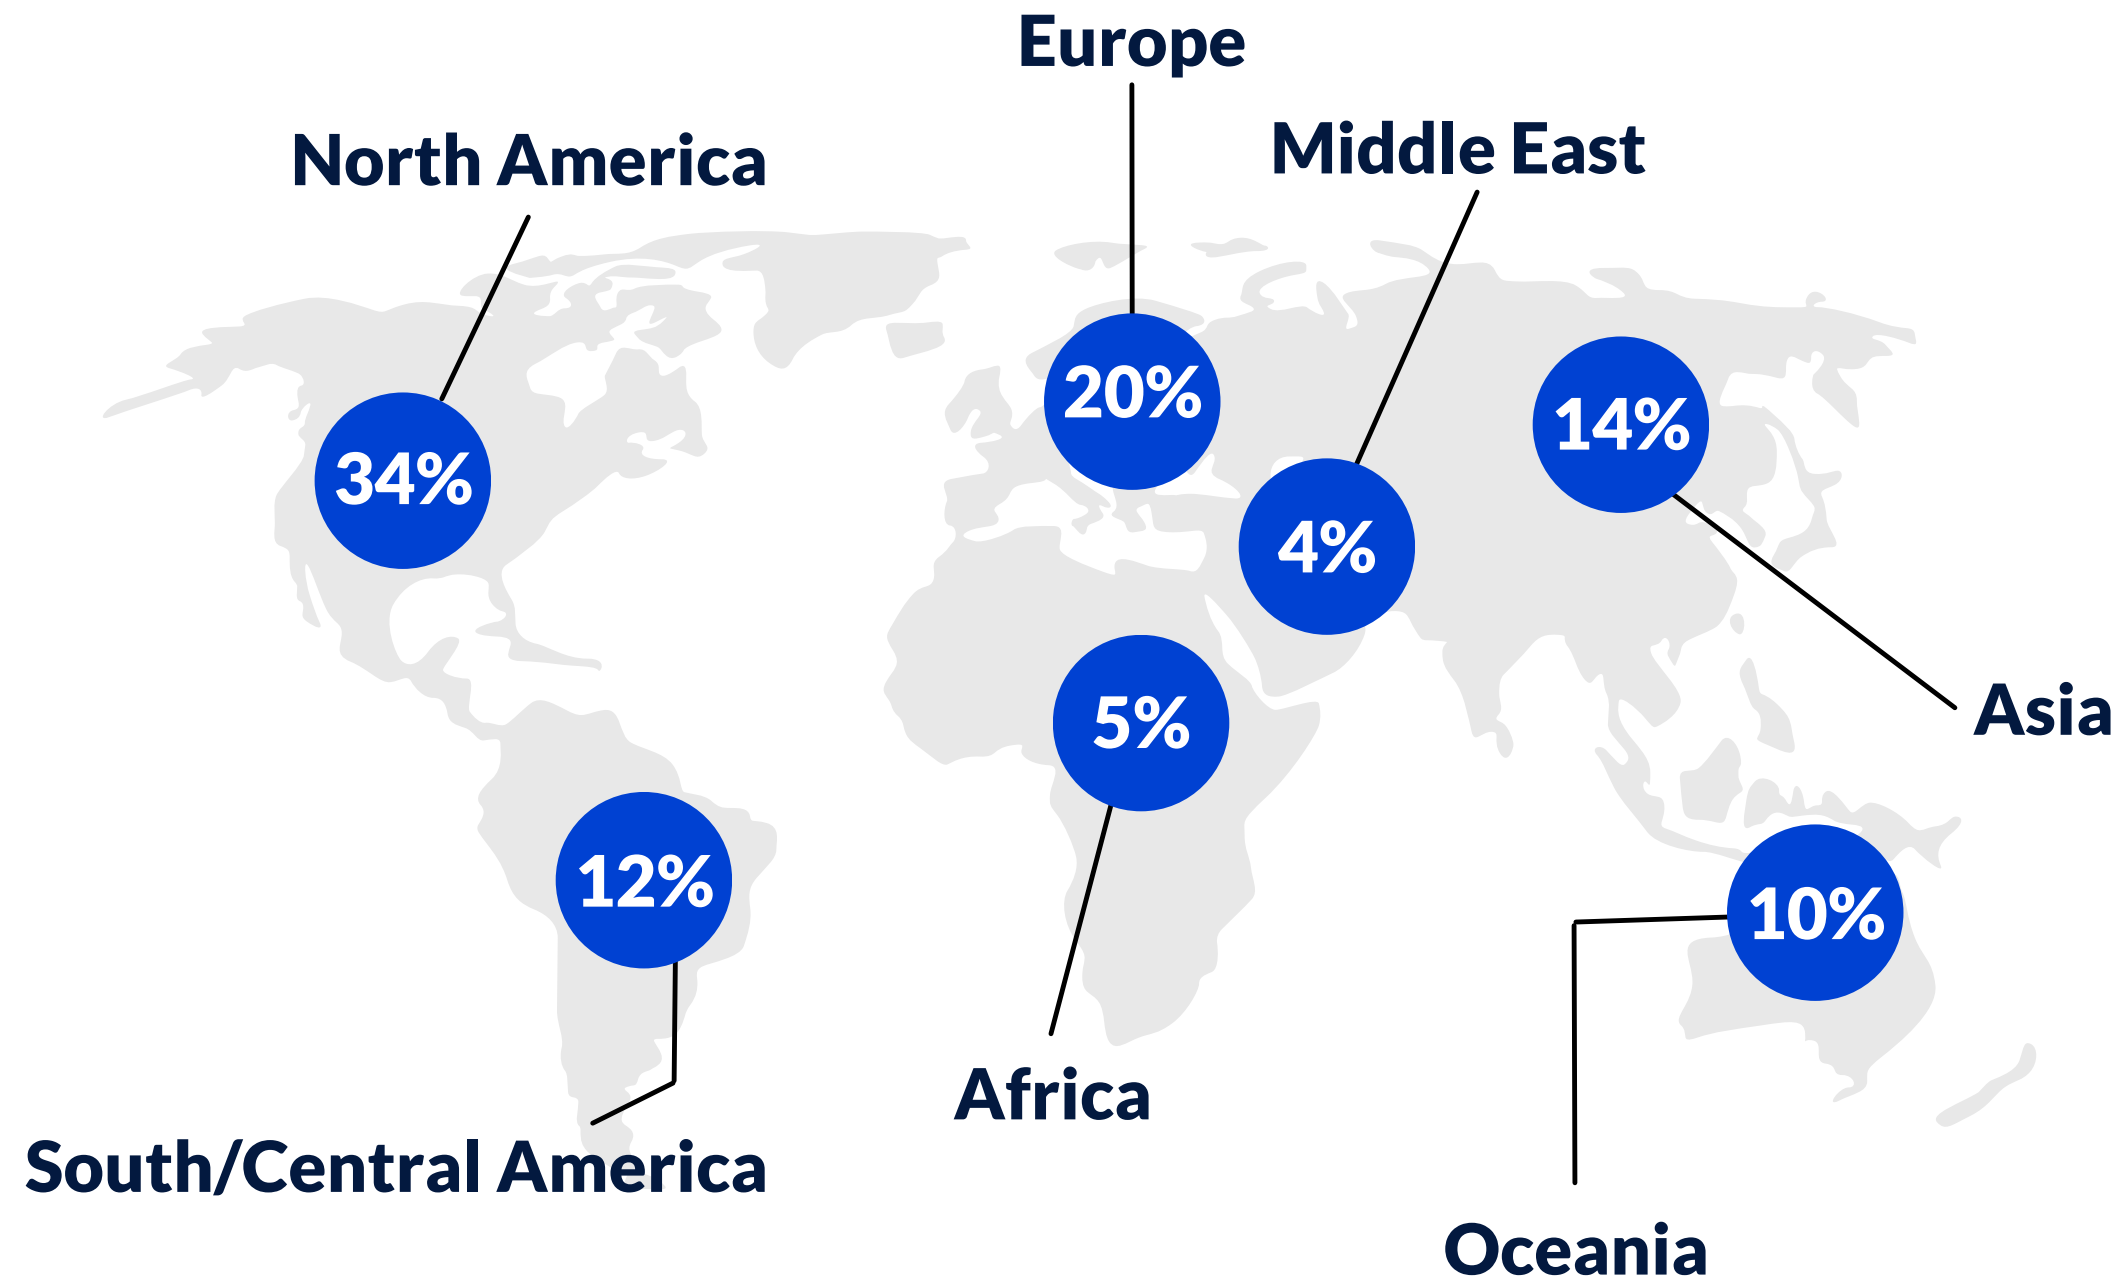 Europe
Middle East
North America
20%
14%
34%
4%
5%
Asia
12%
10%
Africa
South/Central America
Oceania